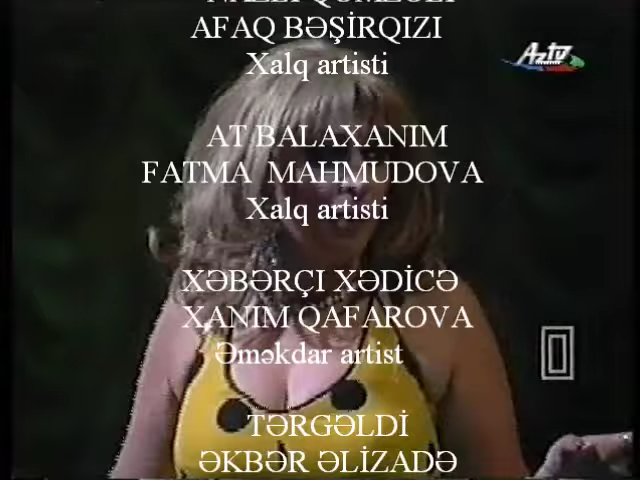 AFAQ BƏŞİRQIZI
Xalq artisti
AzTV
AT BALAXANIM
FATMA MAHMUDOVA
Xalq artisti
XƏBƏRÇI XƏDİCƏ
XANIM QAFAROVA
Əməkdar artist
TƏRGƏLDİ
ƏKBƏR ƏLİZADƏ